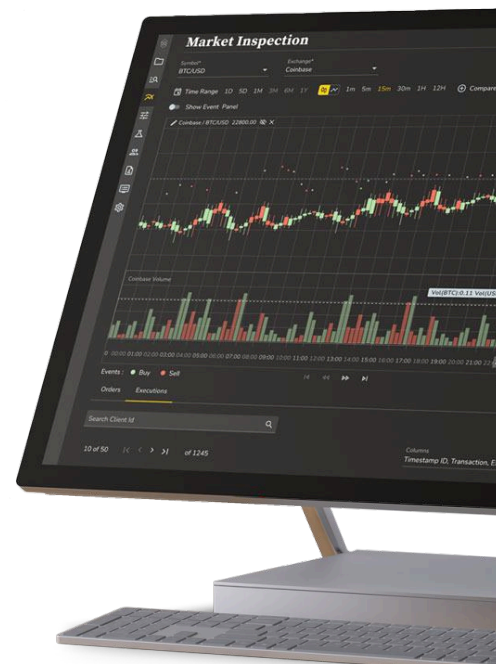 Market Inspection
Symbol*
Exchange*
BTC/USD
Coinbase
Time Range 1D 5D 1M 3M 6M 1Y 1m 5m 15m 30m 1H 12H Compare
Show Event Panel
Coinbase / BTC/USD 22800.00
Coinbase Volume
Vol(BTC):0,11 Vol(US
0 00:00 01:00 02:00 03:00 04:00 05:00 06:00 07:00 08:00 09:00 10:00 11:00 12:00 13:00 14:00 15:00 16:00 17:00 18:00 19:00 20:00 21:00
Events : Buy Sell
Orders Executions
Search Client Id
10 of 50 of 1245
Columns
Timestamp ID, Transaction, E